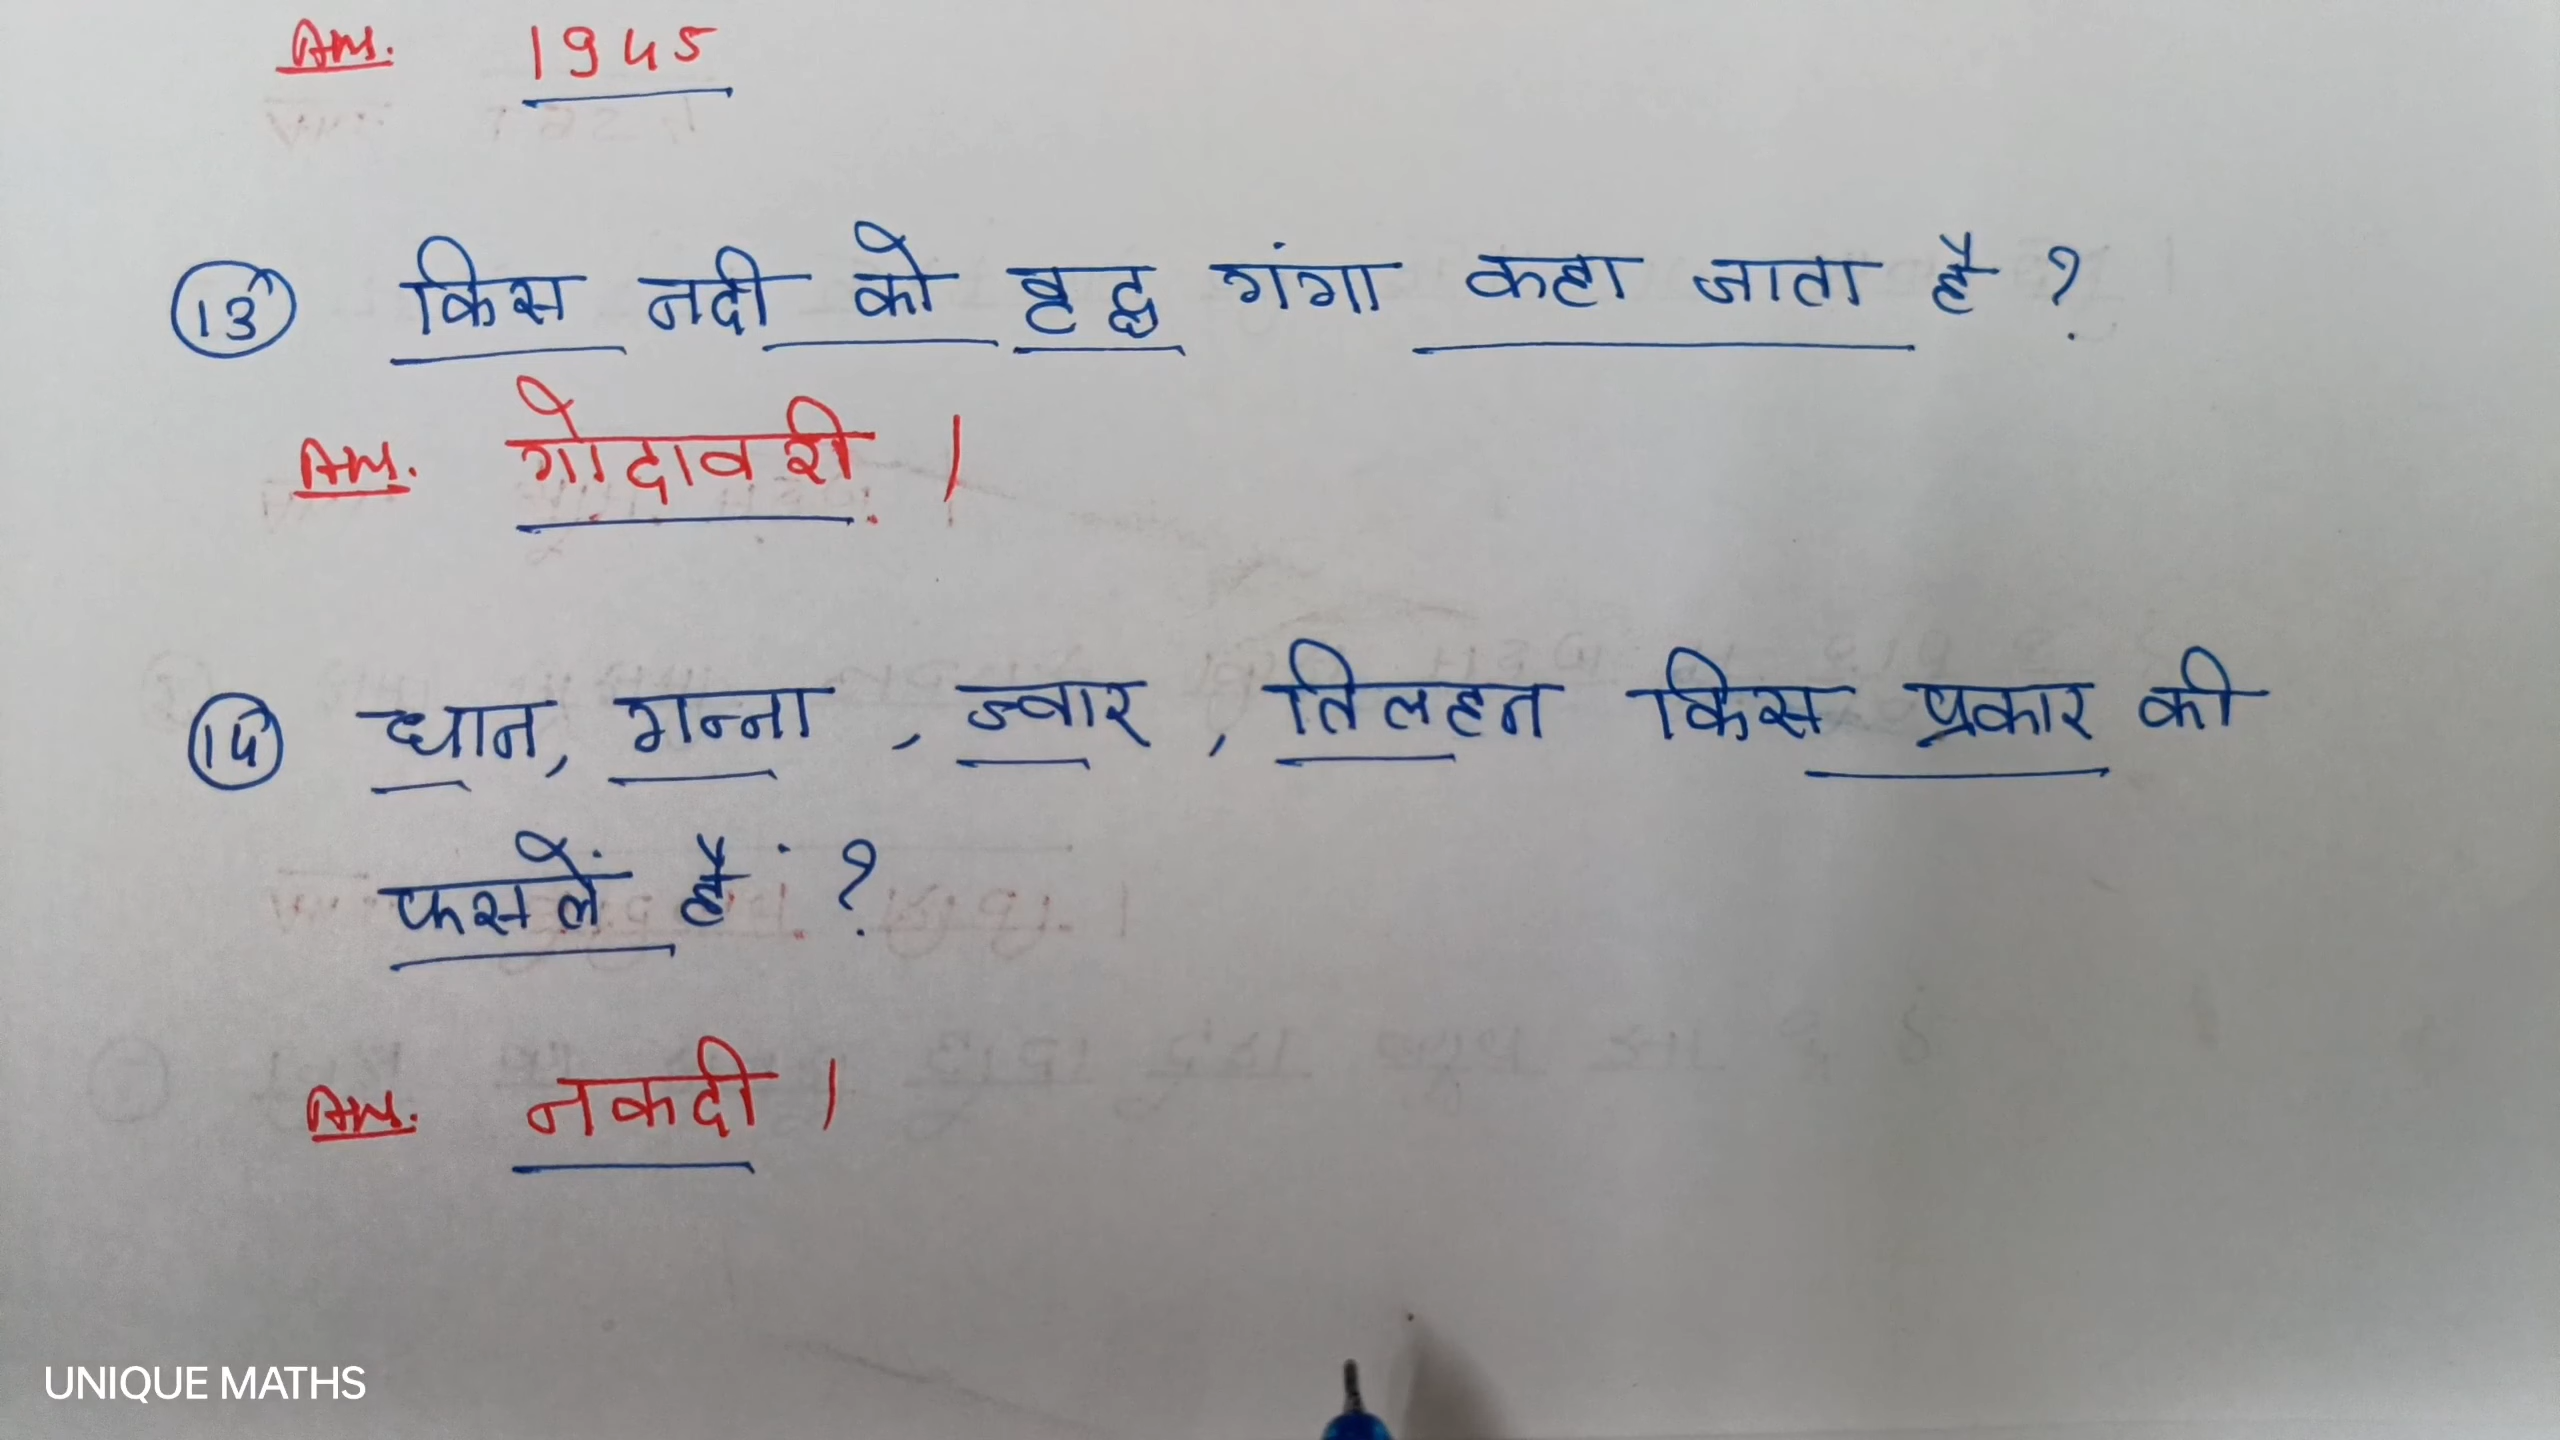 Ans. 1945
13 किस नदी को वृद्ध गंगा कहा जाता है ?
Ans. गोदावरी ।
14 धान, गन्ना , ज्वार , तिलहन किस प्रकार की
फसलें हैं ?
Ans. नकदी ।
UNIQUE MATHS